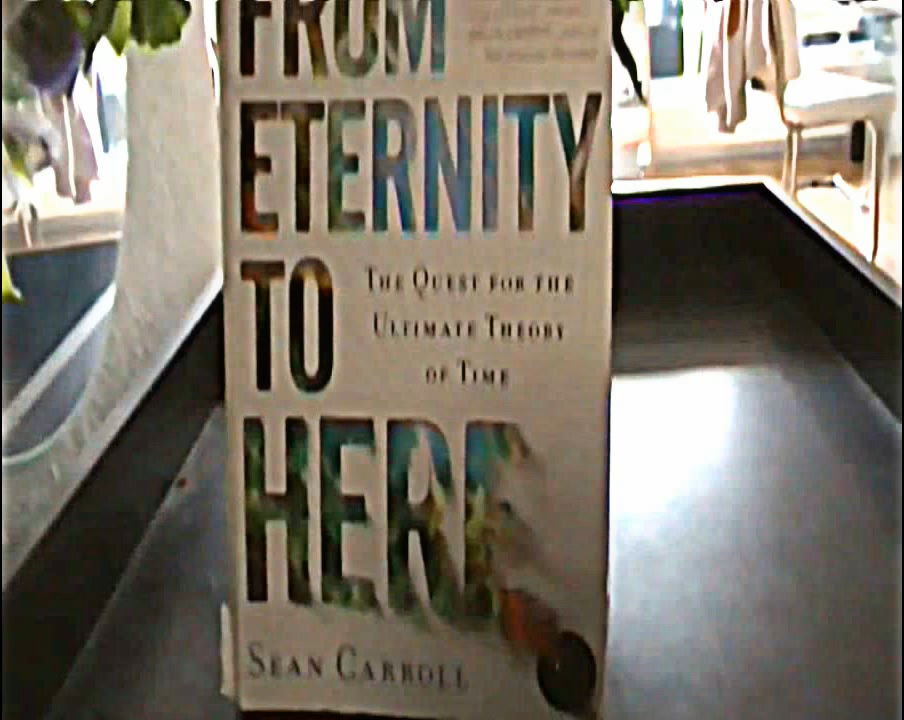 FROM
ETERNITY
TO
THE QUEST FOR THE
ULTIMATE THEORY
OF TIME
HERE
SEAN CARROLL